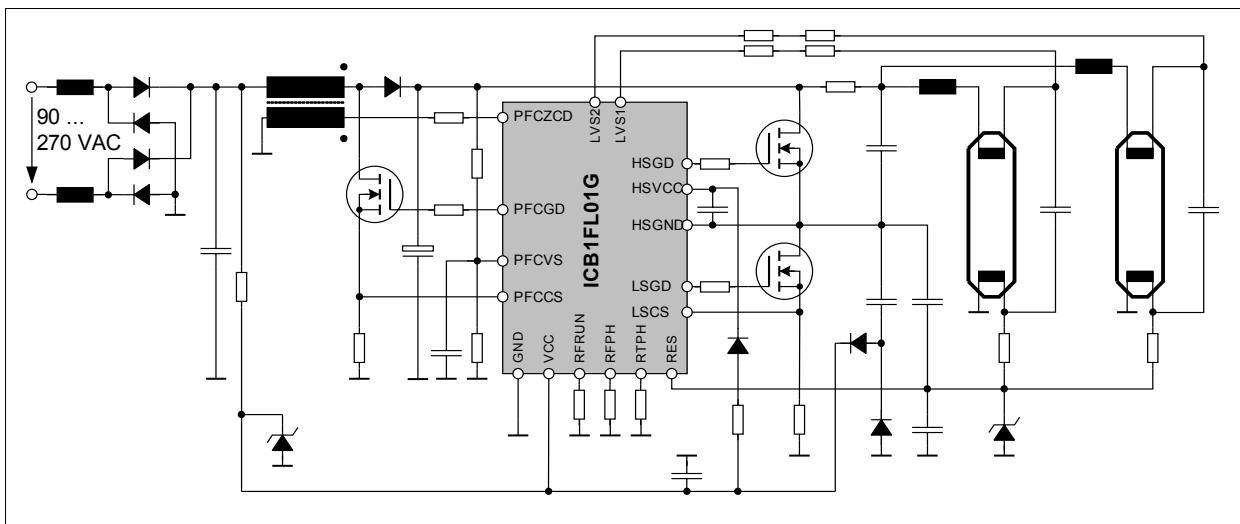 90 ...
270 VAC
PFCZCD
PFCGD
PFCVS
PFCCS
LVS2
LVS1
ICB1FL01G
HSGD
HSVCC
HSGND
LSGD
LSCS
GND
VCC
RFRUN
RFPH
RTPH
RES